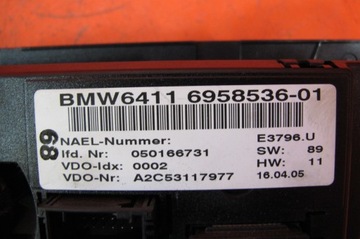 BMW6411 6958536-01
68
NAEL-Nummer: E3796.U
lfd. Nr: 050166731 SW: 89
VDO-Idx: 0002 HW: 11
VDO-Nr: A2C53117977 16.04.05